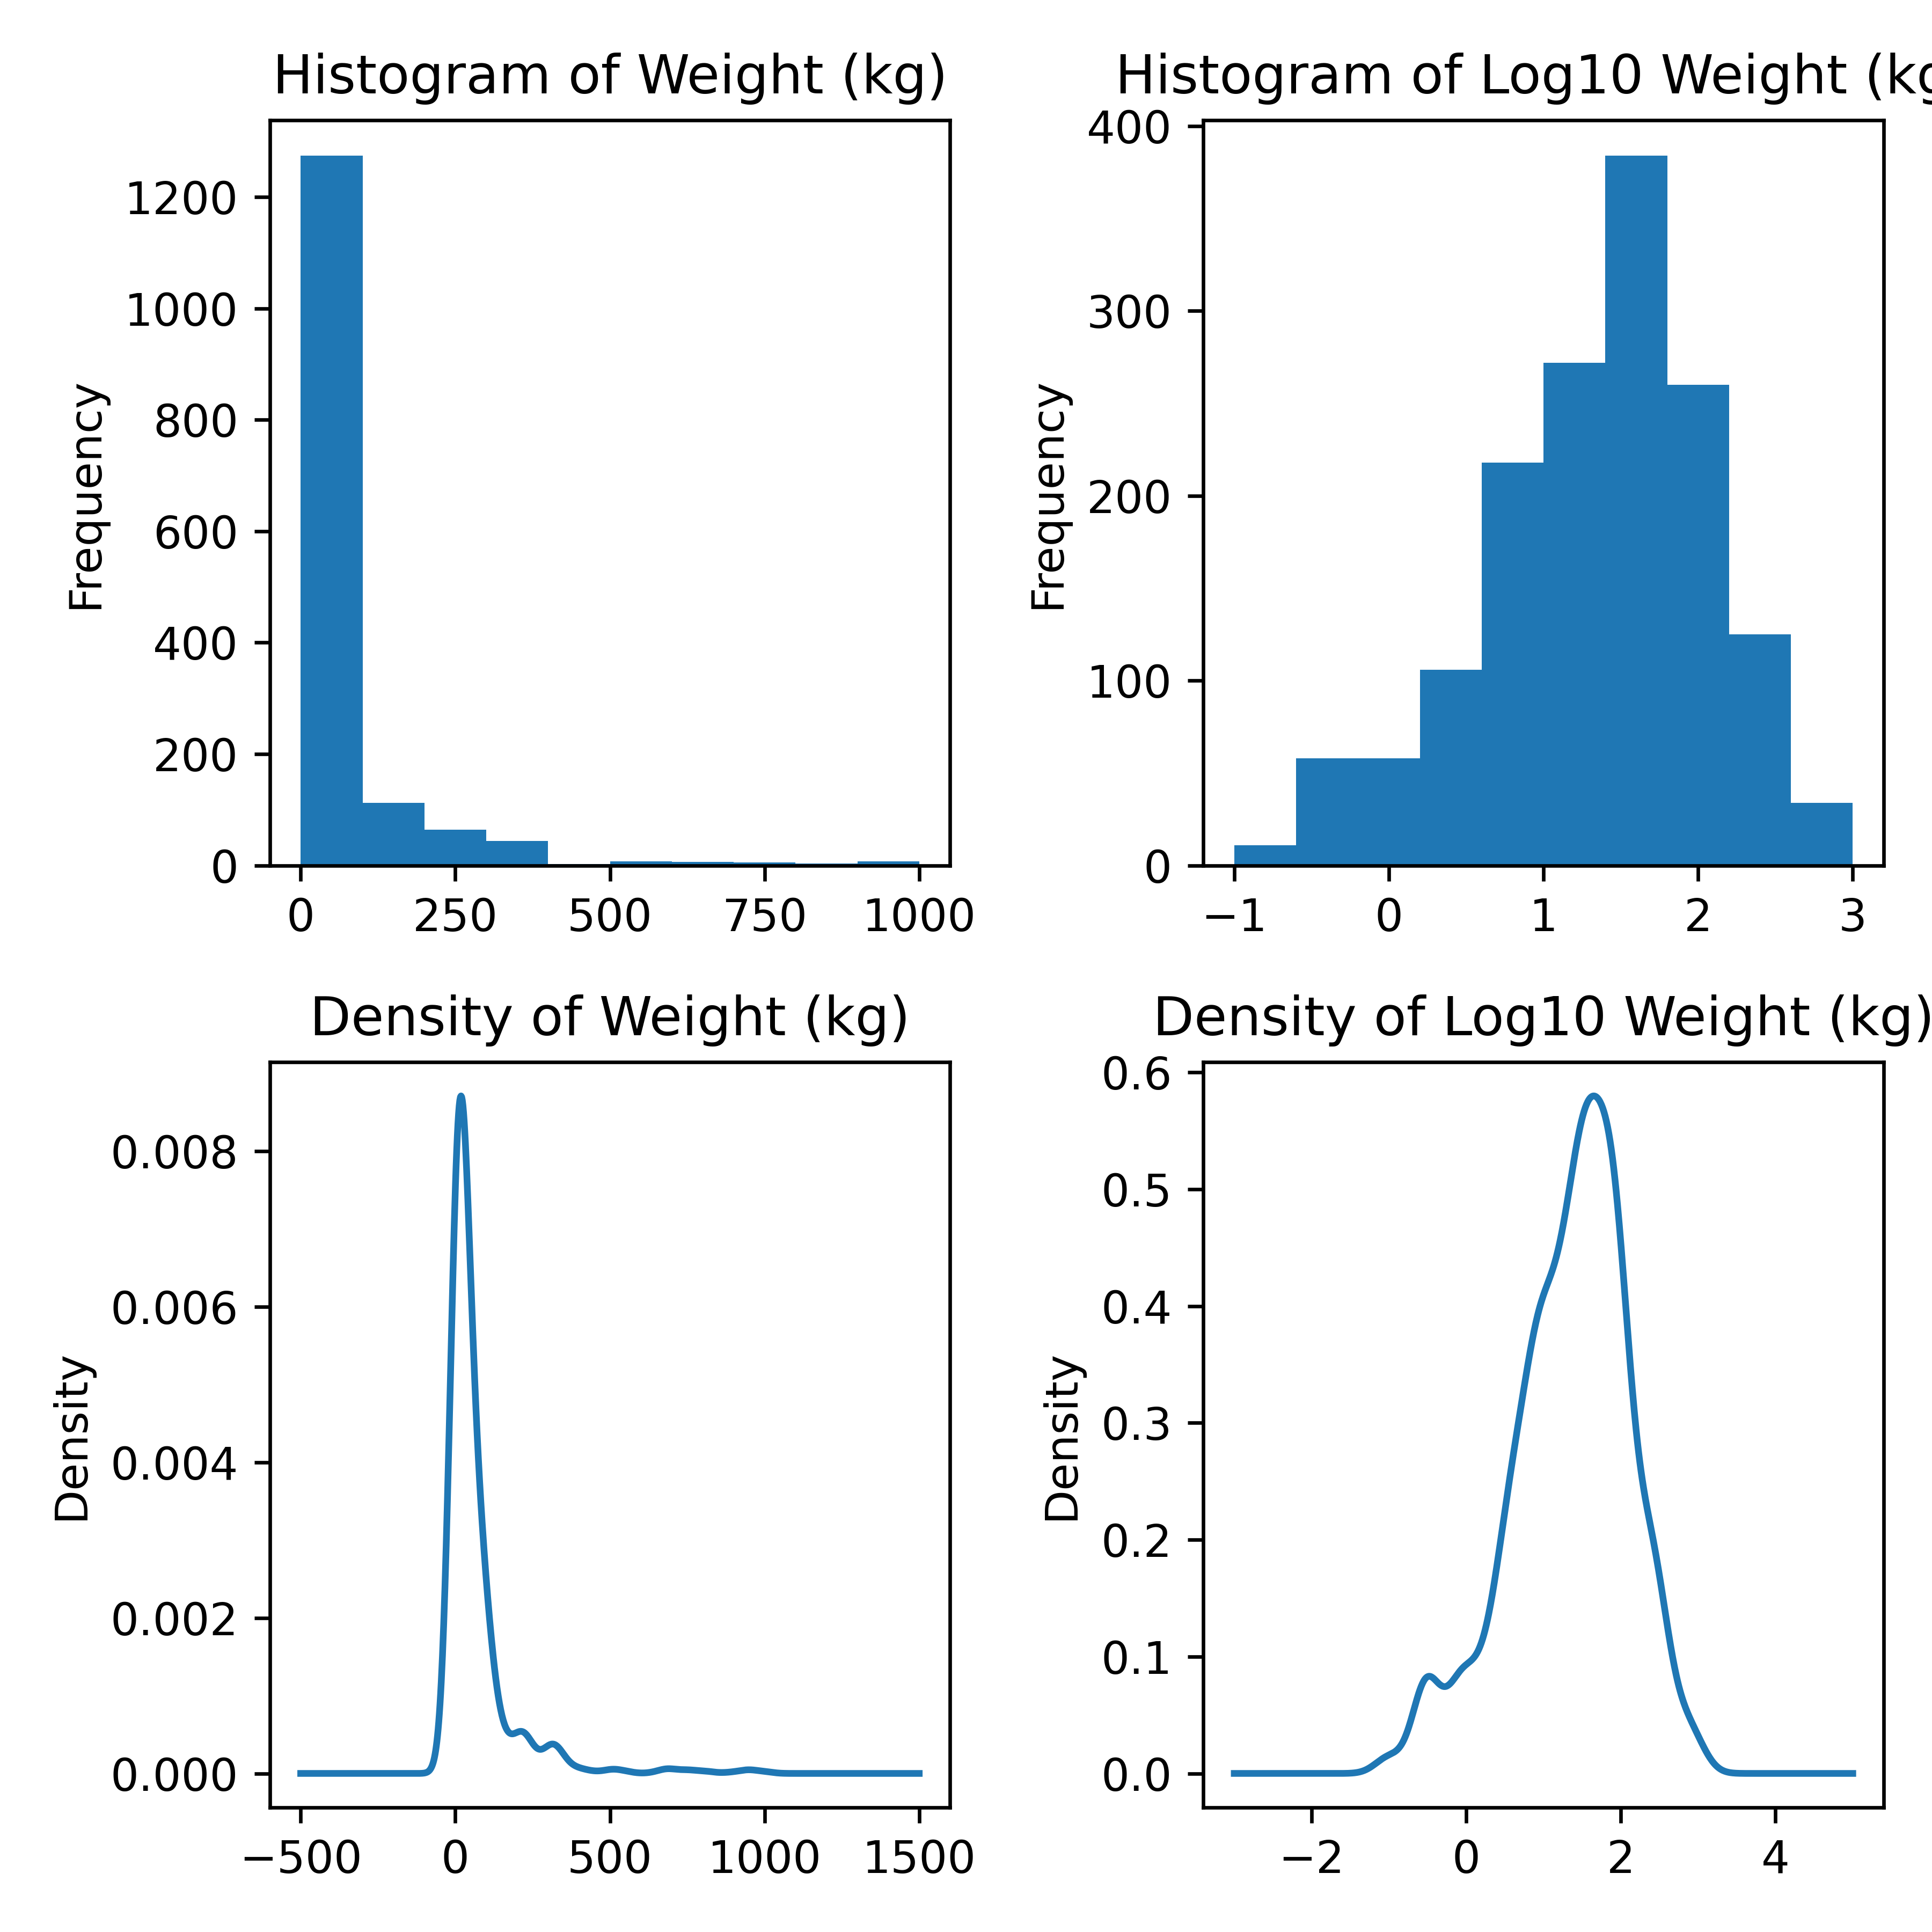 Histogram of Weight (kg)
Frequency
1200
1000
800
600
400
200
0
0 250 500 750 1000
Histogram of Log10 Weight (kg
Frequency
400
300
200
100
0
−1 0 1 2 3
Density of Weight (kg)
Density
0.008
0.006
0.004
0.002
0.000
−500 0 500 1000 1500
Density of Log10 Weight (kg)
Density
0.6
0.5
0.4
0.3
0.2
0.1
0.0
−2 0 2 4